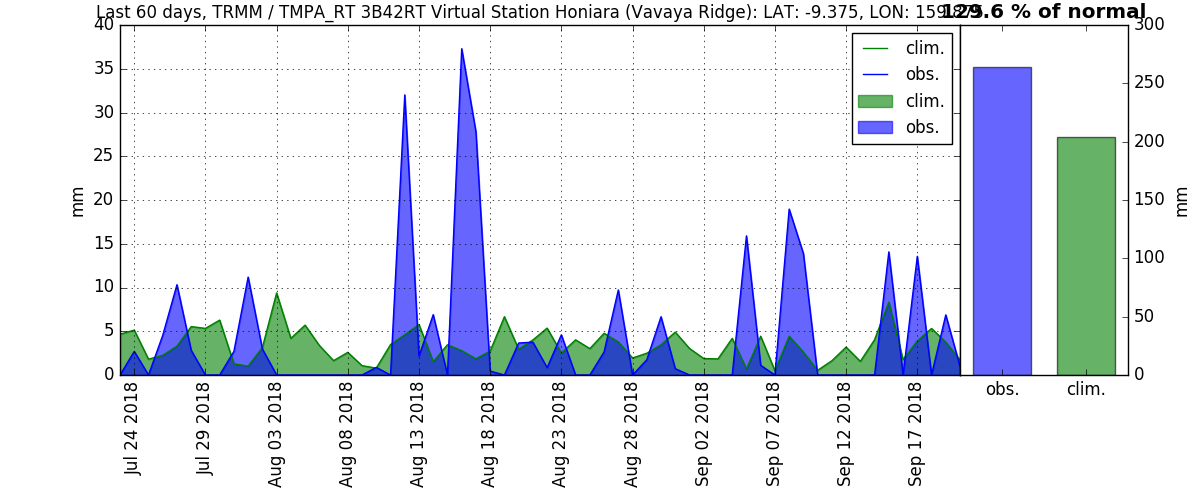 Last 60 days, TRMM / TMPA_RT 3B42RT Virtual Station Honiara (Vavaya Ridge): LAT: -9.375, LON:
129.6 % of normal
40
35
30
25
20
15
10
5
0
mm
clim.
obs.
clim.
obs.
300
250
200
150
100
50
0
mm
obs.
clim.
Jul 24 2018
Jul 29 2018
Aug 03 2018
Aug 08 2018
Aug 13 2018
Aug 18 2018
Aug 23 2018
Aug 28 2018
Sep 02 2018
Sep 07 2018
Sep 12 2018
Sep 17 2018